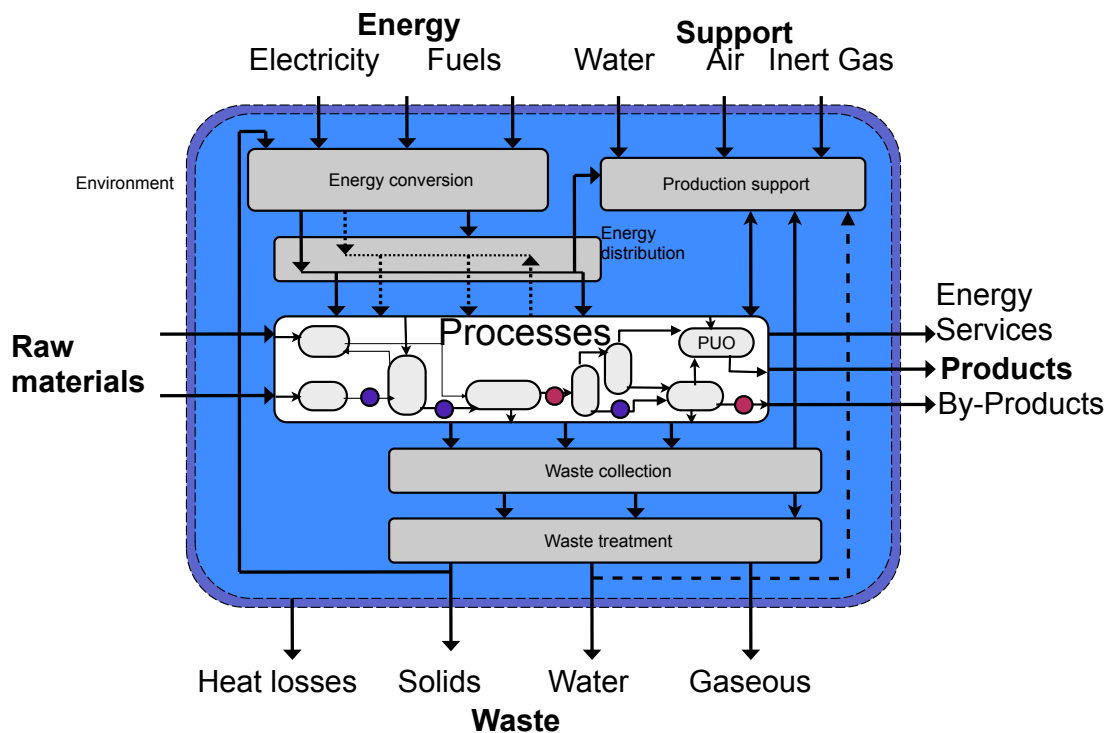 Energy
Support
Electricity
Fuels
Water
Air
Inert Gas
Environment
Energy conversion
Production support
Energy
distribution
Processes
PUO
Raw
materials
Energy
Services
Products
By-Products
Waste collection
Waste treatment
Heat losses
Solids
Water
Gaseous
Waste